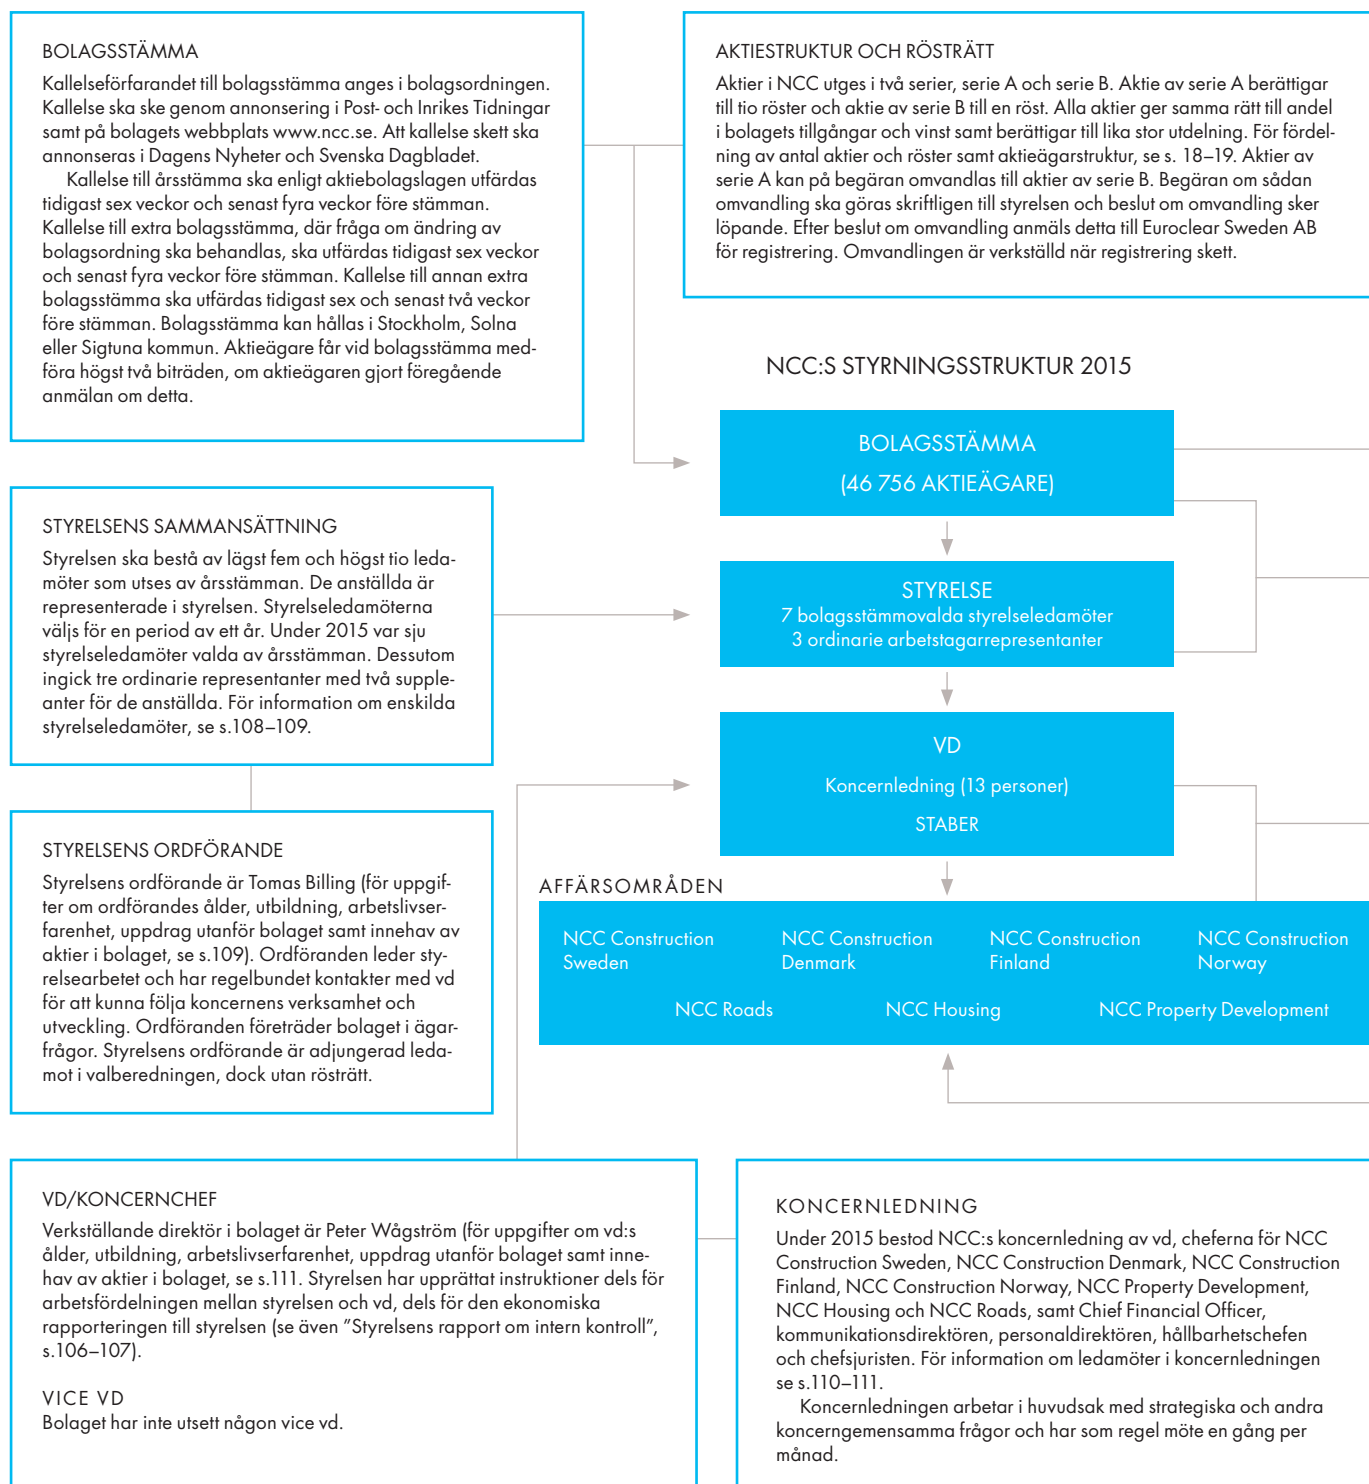 BOLAGSSTÄMMA
Kallelseförfarandet till bolagsstämma anges i bolagsordningen.
Kallelse ska ske genom annonsering i Post- och Inrikes Tidningar
samt på bolagets webbplats www.ncc.se. Att kallelse skett ska
annonseras i Dagens Nyheter och Svenska Dagbladet.
Kallelse till årsstämma ska enligt aktiebolagslagen utfärdas
tidigast sex veckor och senast fyra veckor före stämman.
Kallelse till extra bolagsstämma, där fråga om ändring av
bolagsordning ska behandlas, ska utfärdas tidigast sex veckor
och senast fyra veckor före stämman. Kallelse till annan extra
bolagsstämma ska utfärdas tidigast sex och senast två veckor
före stämman. Bolagsstämma kan hållas i Stockholm, Solna
eller Sigtuna kommun. Aktieägare får vid bolagsstämma med-
föra högst två biträden, om aktieägaren gjort föregående
anmälan om detta.
AKTIESTRUKTUR OCH RÖSTRÄTT
Aktier i NCC utges i två serier, serie A och serie B. Aktie av serie A berättigar
till tio röster och aktie av serie B till en röst. Alla aktier ger samma rätt till andel
i bolagets tillgångar och vinst samt berättigar till lika stor utdelning. För fördel-
ning av antal aktier och röster samt aktieägarstruktur, se s. 18–19. Aktier av
serie A kan på begäran omvandlas till aktier av serie B. Begäran om sådan
omvandling ska göras skriftligen till styrelsen och beslut om omvandling sker
löpande. Efter beslut om omvandling anmäls detta till Euroclear Sweden AB
för registrering. Omvandlingen är verkställd när registrering skett.
NCC:S STYRNINGSSTRUKTUR 2015
BOLAGSSTÄMMA
(46 756 AKTIEÄGARE)
STYRELSE
7 bolagsstämmovalda styrelseledamöter
3 ordinarie arbetstagarrepresentanter
VD
Koncernledning (13 personer)
STABER
AFFÄRSOMRÅDEN
NCC Construction
Sweden
NCC Construction
Denmark
NCC Construction
Finland
NCC Construction
Norway
NCC Roads
NCC Housing
NCC Property Development
STYRELSENS SAMMANSÄTTNING
Styrelsen ska bestå av lägst fem och högst tio leda-
möter som utses av årsstämman. De anställda är
representerade i styrelsen. Styrelseledamöterna
väljs för en period av ett år. Under 2015 var sju
styrelseledamöter valda av årsstämman. Dessutom
ingick tre ordinarie representanter med två supple-
anter för de anställda. För information om enskilda
styrelseledamöter, se s.108–109.
STYRELSENS ORDFÖRANDE
Styrelsens ordförande är Tomas Billing (för uppgif-
ter om ordförandes ålder, utbildning, arbetslivser-
farenhet, uppdrag utanför bolaget samt innehav av
aktier i bolaget, se s.109). Ordföranden leder sty-
relsearbetet och har regelbundet kontakter med vd
för att kunna följa koncernens verksamhet och
utveckling. Ordföranden företräder bolaget i ägar-
frågor. Styrelsens ordförande är adjungerad leda-
mot i valberedningen, dock utan rösträtt.
VD/KONCERNCHEF
Verkställande direktör i bolaget är Peter Wågström (för uppgifter om vd:s
ålder, utbildning, arbetslivserfarenhet, uppdrag utanför bolaget samt inne-
hav av aktier i bolaget, se s.111. Styrelsen har upprättat instruktioner dels för
arbetsfördelningen mellan styrelsen och vd, dels för den ekonomiska
rapporteringen till styrelsen (se även ”Styrelsens rapport om intern kontroll”,
s.106–107).
VICE VD
Bolaget har inte utsett någon vice vd.
KONCERNLEDNING
Under 2015 bestod NCC:s koncernledning av vd, cheferna för NCC
Construction Sweden, NCC Construction Denmark, NCC Construction
Finland, NCC Construction Norway, NCC Property Development,
NCC Housing och NCC Roads, samt Chief Financial Officer,
kommunikationsdirektören, personaldirektören, hållbarhetschefen
och chefsjuristen. För information om ledamöter i koncernledningen
se s.110–111.
Koncernledningen arbetar i huvudsak med strategiska och andra
koncerngemensamma frågor och har som regel möte en gång per
månad.